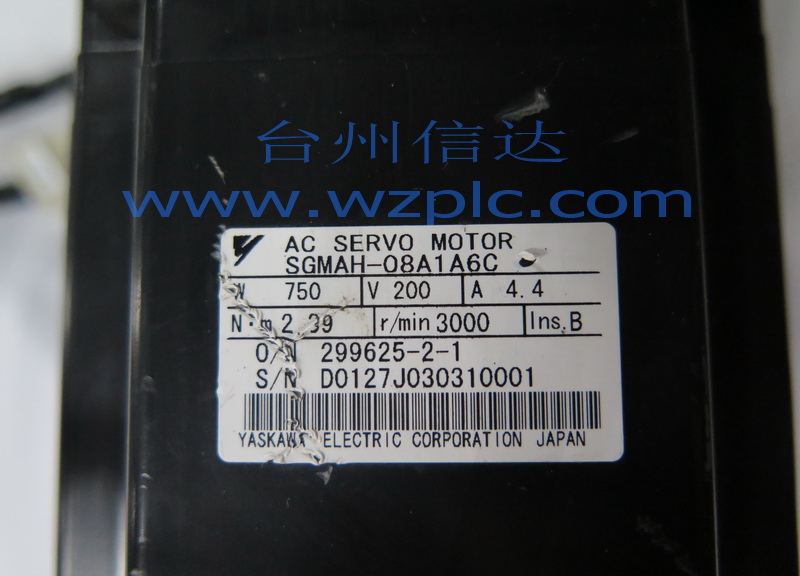 台州信达
www.wzplc.com
AC SERVO MOTOR
SGMAH-08A1A6C
W 750 V 200 A 4.4
N·m 2.39 r/min 3000 Ins. B
O/N 299625-2-1
S/N D0127J030310001
YASKAWA ELECTRIC CORPORATION JAPAN